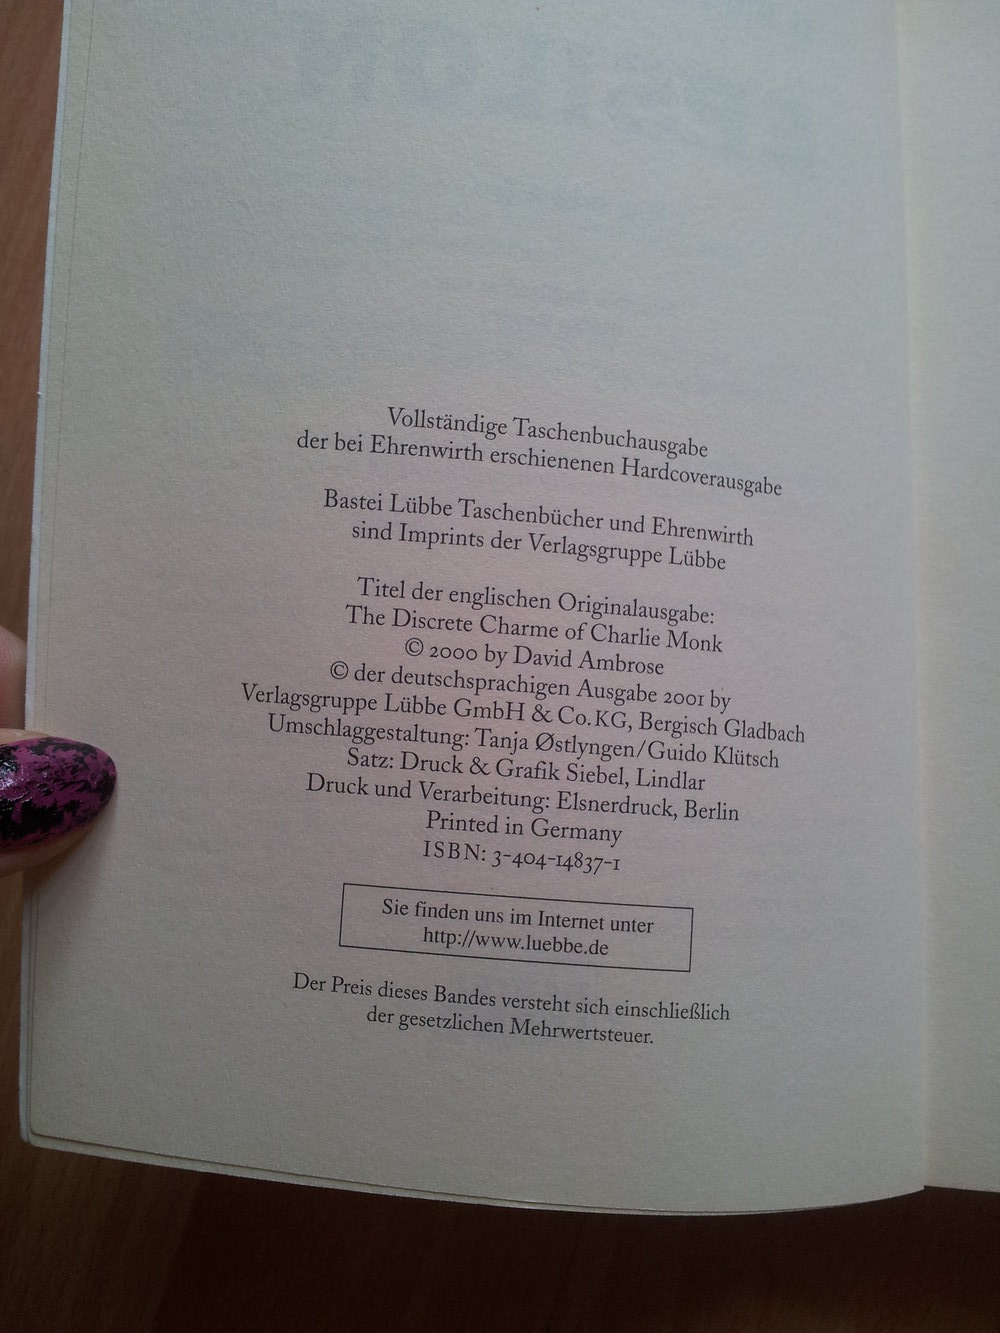 Vollständige Taschenbuchausgabe
der bei Ehrenwirth erschienenen Hardcoverausgabe
Bastei Lübbe Taschenbücher und Ehrenwirth
sind Imprints der Verlagsgruppe Lübbe
Titel der englischen Originalausgabe:
The Discrete Charme of Charlie Monk
© 2000 by David Ambrose
© der deutschsprachigen Ausgabe 2001 by
Verlagsgruppe Lübbe GmbH & Co. KG, Bergisch Gladbach
Umschlaggestaltung: Tanja Østlyngen/Guido Klütsch
Satz: Druck & Grafik Siebel, Lindlar
Druck und Verarbeitung: Elsnerdruck, Berlin
Printed in Germany
ISBN: 3-404-14837-1
Sie finden uns im Internet unter
http://www.luebbe.de
Der Preis dieses Bandes versteht sich einschließlich
der gesetzlichen Mehrwertsteuer.